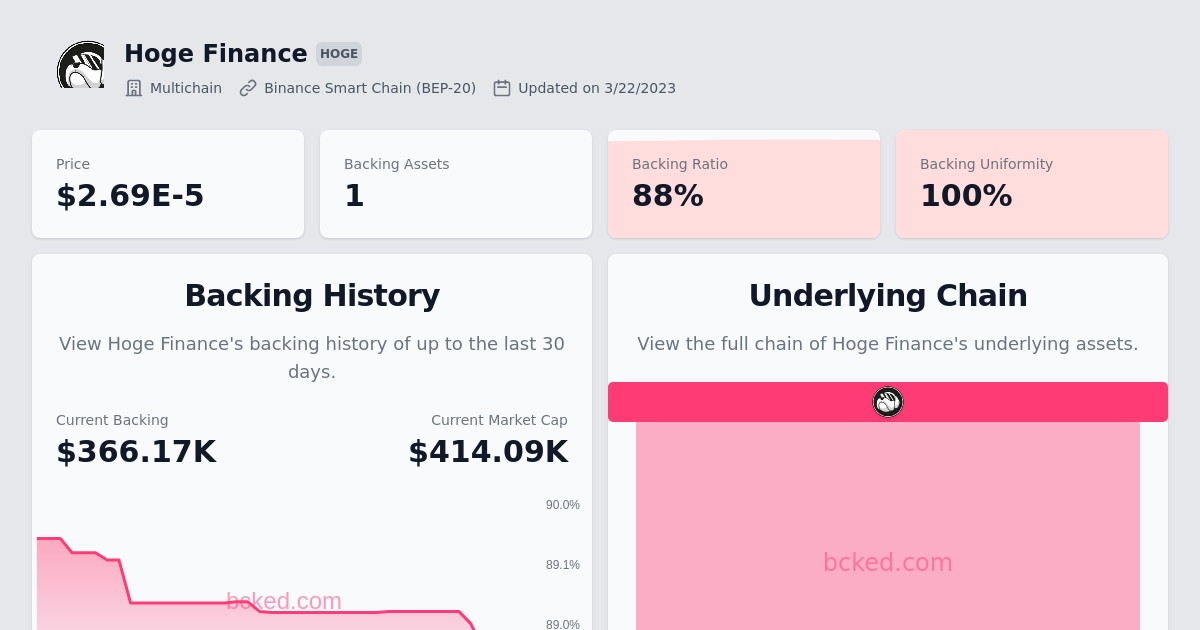 Hoge Finance HOGE
Multichain Binance Smart Chain (BEP-20) Updated on 3/22/2023
Price
$2.69E-5
Backing Assets
1
Backing Ratio
88%
Backing Uniformity
100%
Backing History
View Hoge Finance's backing history of up to the last 30
days.
Current Backing
$366.17K
Current Market Cap
$414.09K
90.0%
89.1%
89.0%
bcked.com
Underlying Chain
View the full chain of Hoge Finance's underlying assets.
bcked.com